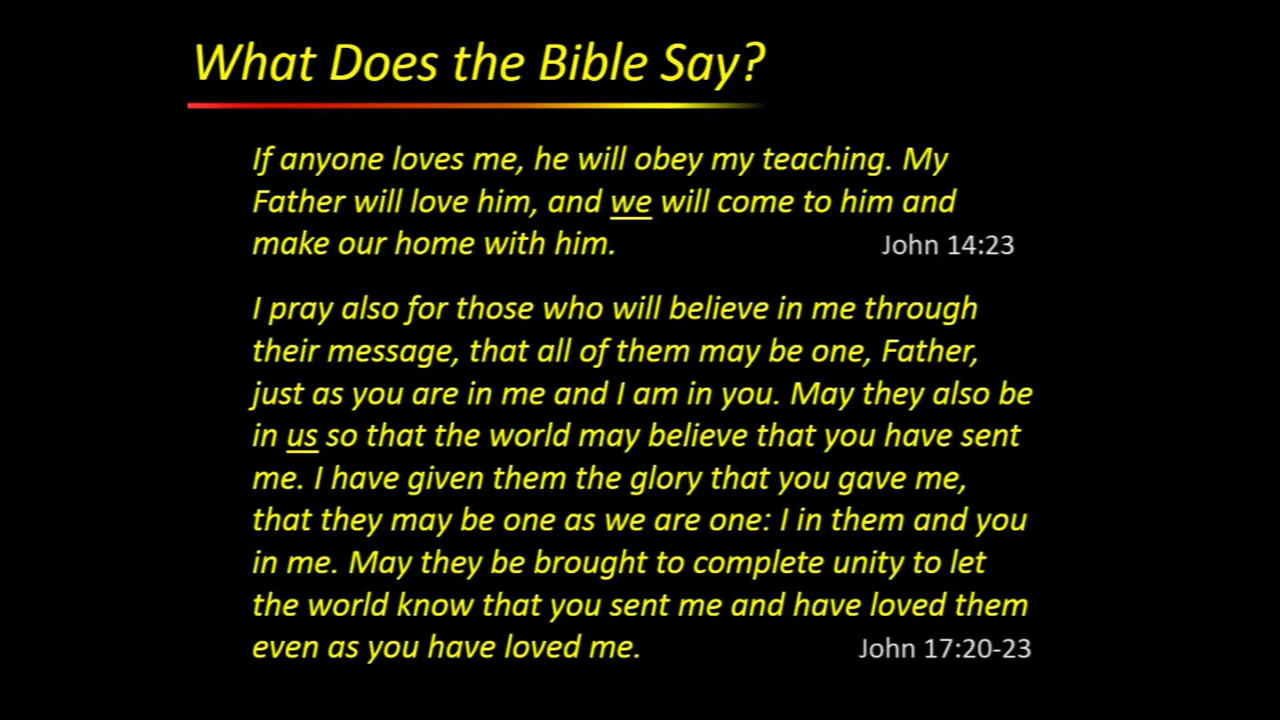 What Does the Bible Say?
If anyone loves me, he will obey my teaching. My
Father will love him, and we will come to him and
make our home with him. John 14:23
I pray also for those who will believe in me through
their message, that all of them may be one, Father,
just as you are in me and I am in you. May they also be
in us so that the world may believe that you have sent
me. I have given them the glory that you gave me,
that they may be one as we are one: I in them and you
in me. May they be brought to complete unity to let
the world know that you sent me and have loved them
even as you have loved me. John 17:20-23